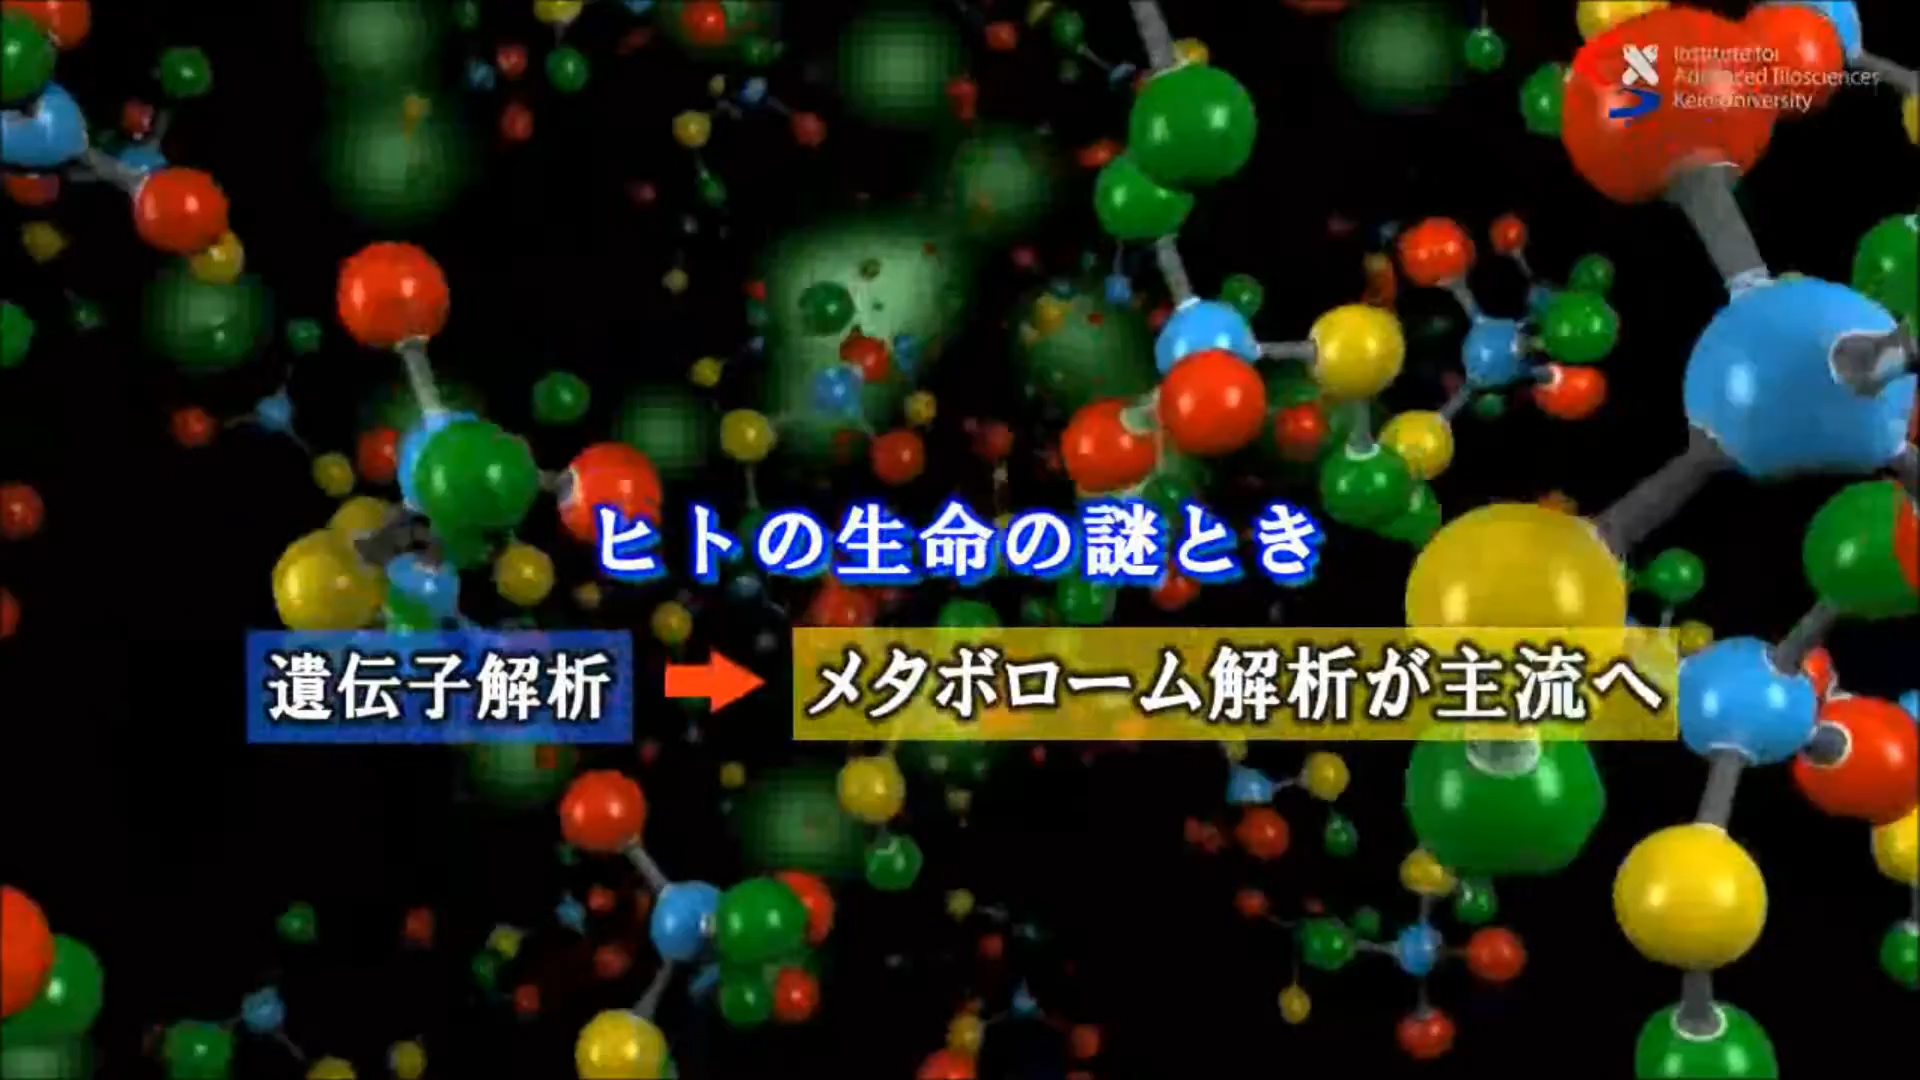 Institute for
Advanced Biosciences
Keio University
ヒトの生命の謎とき
遺伝子解析
メタボローム解析が主流へ